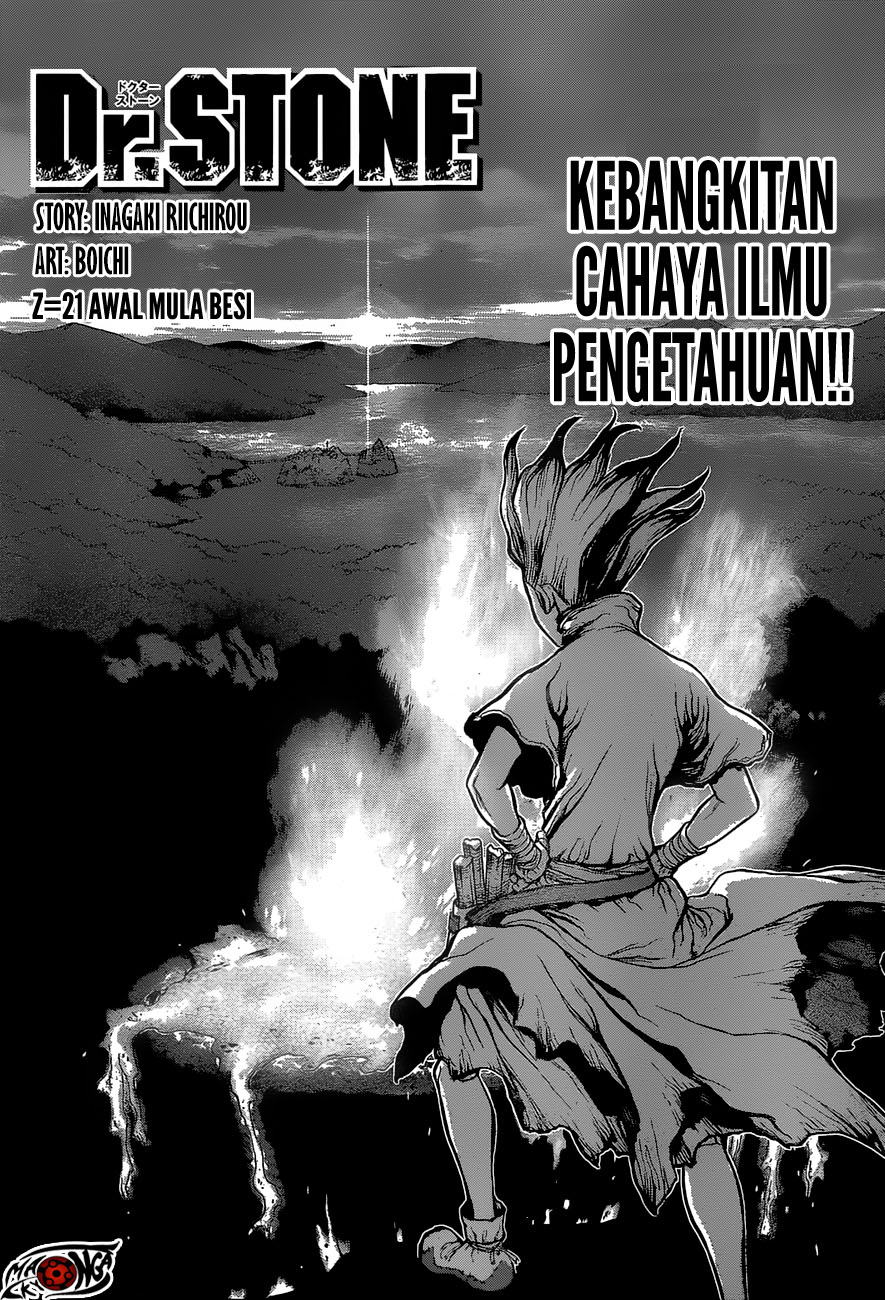 Dr.STONE
ドクター
ストーン
STORY: INAGAKI RIICHIROU
ART: BOICHI
Z=21 AWAL MULA BESI
KEBANGKITAN
CAHAYA ILMU
PENGETAHUAN!!
MANGA